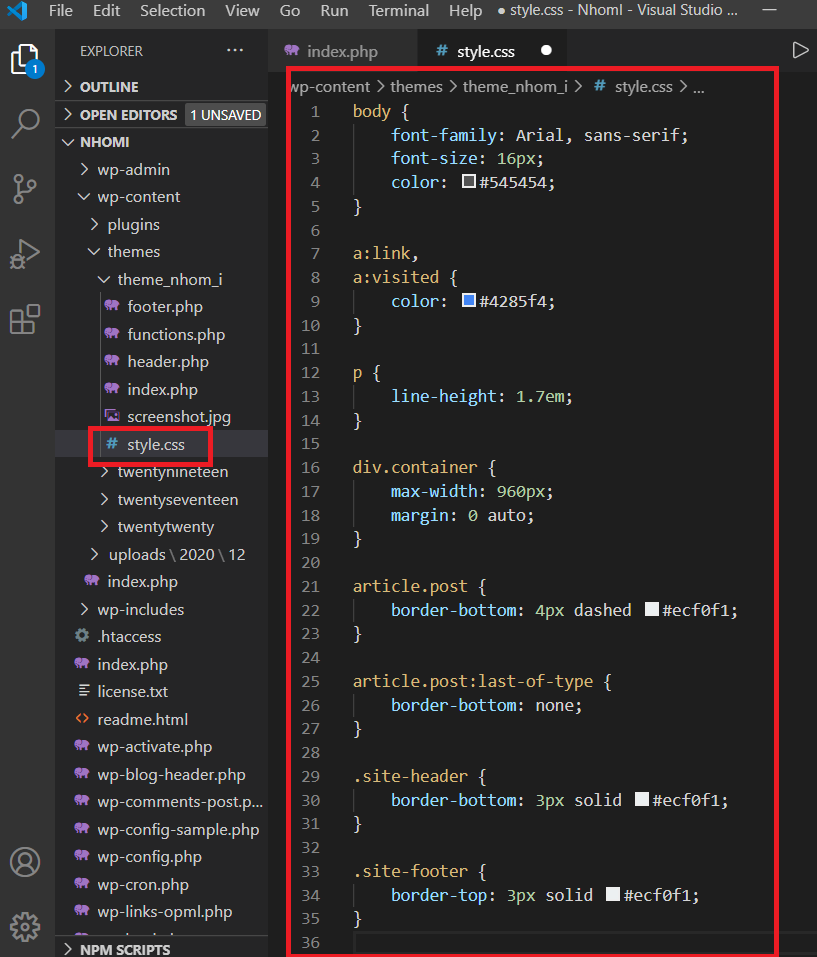 File Edit Selection View Go Run Terminal Help ● style.css - NhomI - Visual Studio ...
EXPLORER ...
index.php
# style.css
1
OUTLINE
OPEN EDITORS 1 UNSAVED
NHOMI
wp-admin
wp-content
plugins
themes
theme_nhom_i
footer.php
functions.php
header.php
index.php
screenshot.jpg
# style.css
twentynineteen
twentyseventeen
twentytwenty
uploads \ 2020 \ 12
index.php
wp-includes
.htaccess
index.php
license.txt
readme.html
wp-activate.php
wp-blog-header.php
wp-comments-post.p...
wp-config-sample.php
wp-config.php
wp-cron.php
wp-links-opml.php
NPM SCRIPTS
wp-content > themes > theme_nhom_i > # style.css > ...
1 body {
2 font-family: Arial, sans-serif;
3 font-size: 16px;
4 color: #545454;
5 }
6
7 a:link,
8 a:visited {
9 color: #4285f4;
10 }
11
12 p {
13 line-height: 1.7em;
14 }
15
16 div.container {
17 max-width: 960px;
18 margin: 0 auto;
19 }
20
21 article.post {
22 border-bottom: 4px dashed #ecf0f1;
23 }
24
25 article.post:last-of-type {
26 border-bottom: none;
27 }
28
29 .site-header {
30 border-bottom: 3px solid #ecf0f1;
31 }
32
33 .site-footer {
34 border-top: 3px solid #ecf0f1;
35 }
36